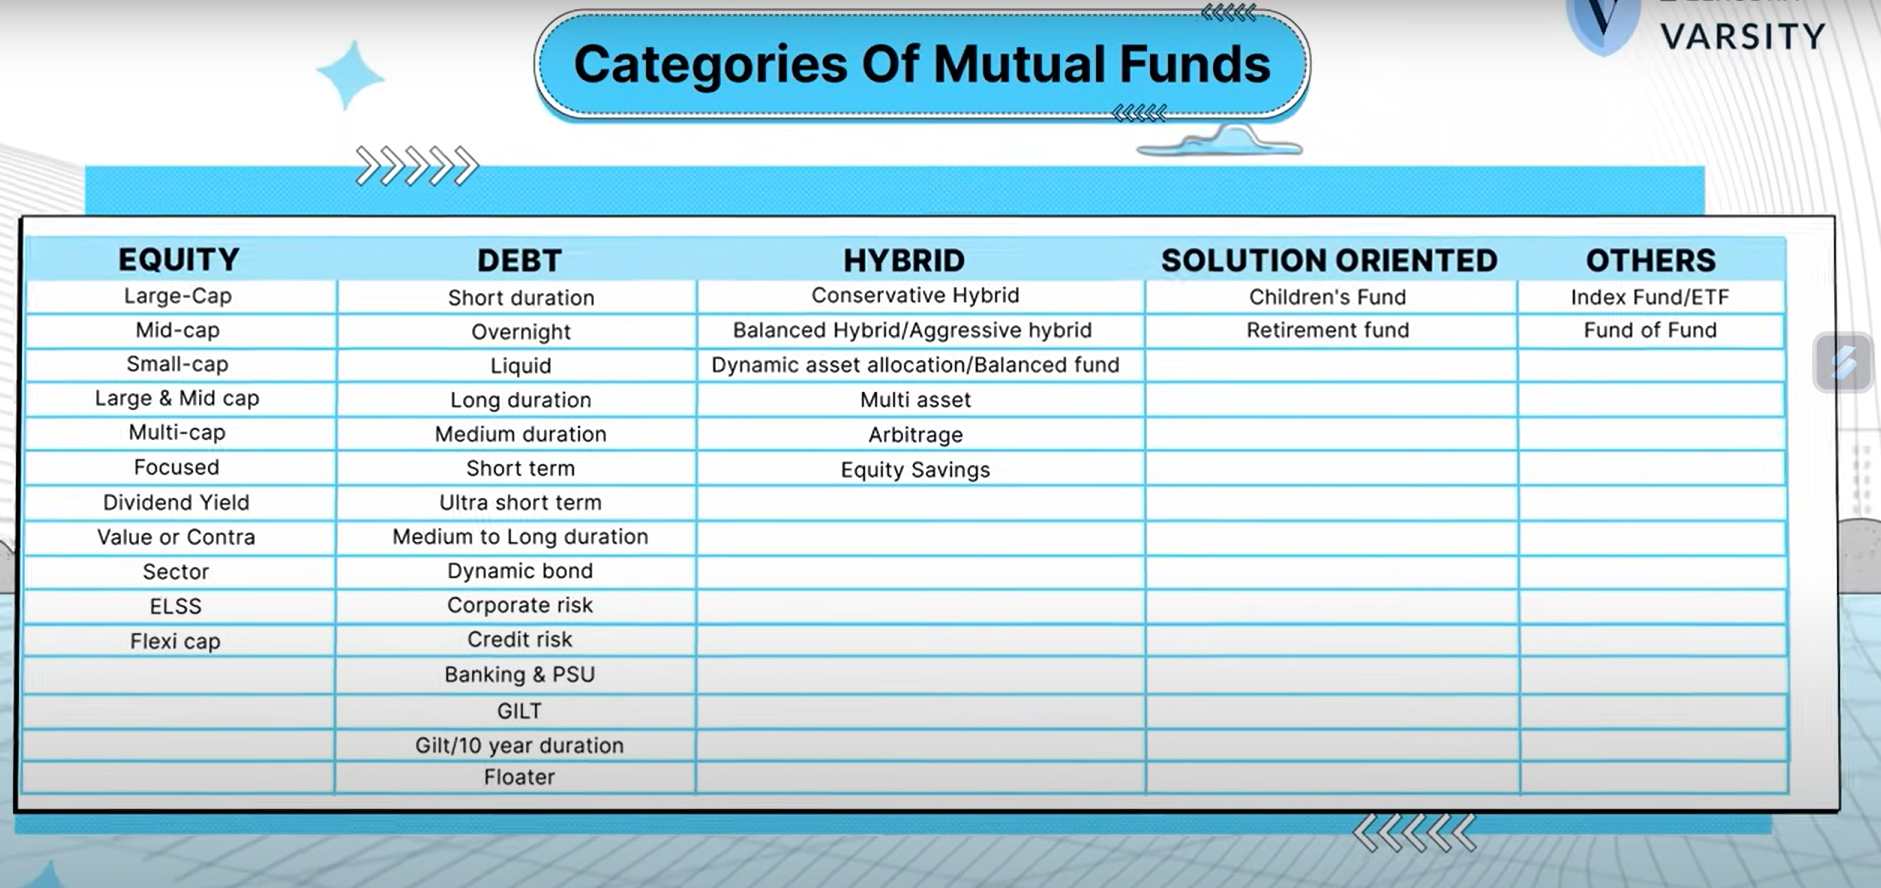 Categories Of Mutual Funds
VARSITY
EQUITY DEBT HYBRID SOLUTION ORIENTED OTHERS
Large-Cap Short duration Conservative Hybrid Children's Fund Index Fund/ETF
Mid-cap Overnight Balanced Hybrid/Aggressive hybrid Retirement fund Fund of Fund
Small-cap Liquid Dynamic asset allocation/Balanced fund
Large & Mid cap Long duration Multi asset
Multi-cap Medium duration Arbitrage
Focused Short term Equity Savings
Dividend Yield Ultra short term
Value or Contra Medium to Long duration
Sector Dynamic bond
ELSS Corporate risk
Flexi cap Credit risk
Banking & PSU
GILT
Gilt/10 year duration
Floater